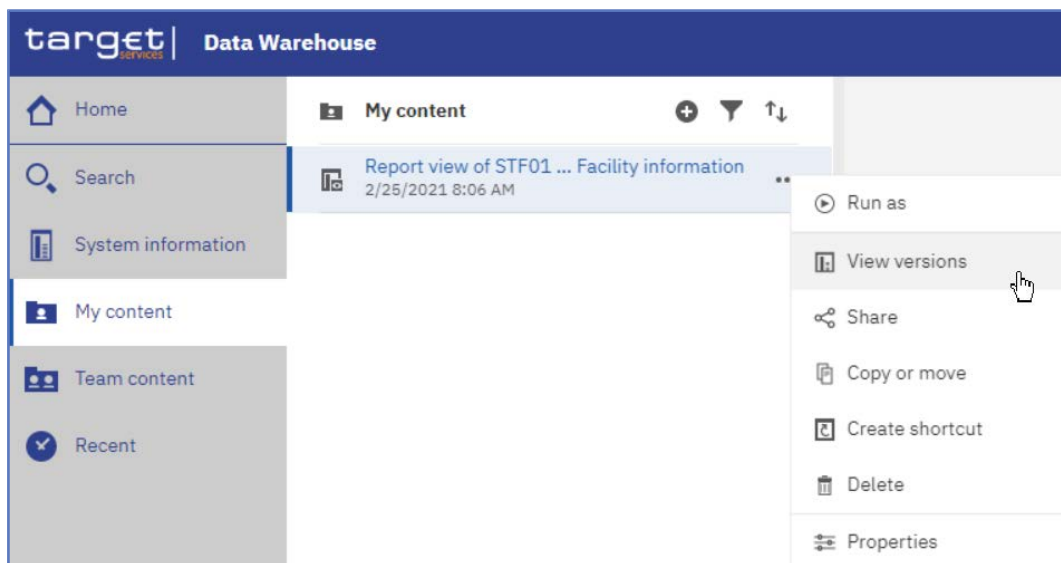 target services | Data Warehouse
Home
My content
Search
Report view of STF01 ... Facility information
2/25/2021 8:06 AM
Run as
System information
View versions
My content
Share
Team content
Copy or move
Create shortcut
Recent
Delete
Properties